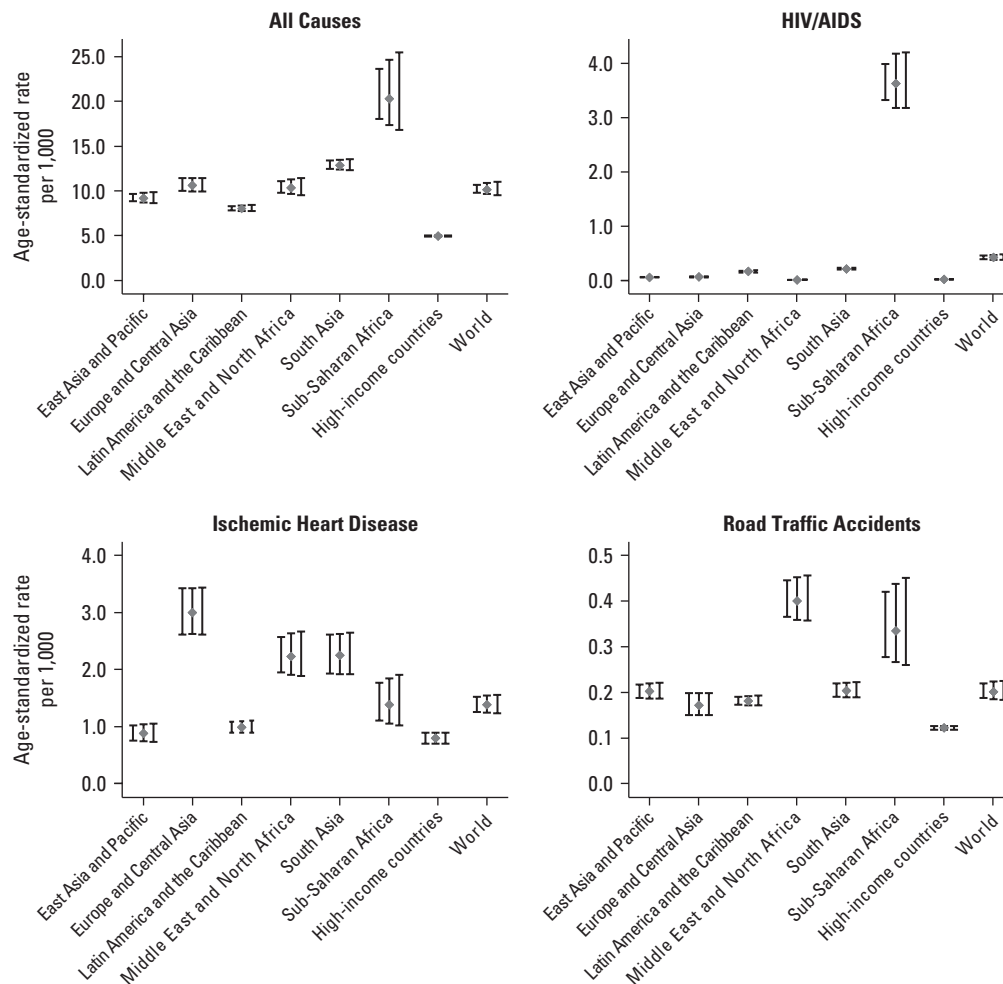 All Causes
Age-standardized rate
per 1,000
25.0
20.0
15.0
10.0
5.0
0.0
East Asia and Pacific
Europe and Central Asia
Latin America and the Caribbean
Middle East and North Africa
South Asia
Sub-Saharan Africa
High-income countries
World
HIV/AIDS
4.0
3.0
2.0
1.0
0.0
East Asia and Pacific
Europe and Central Asia
Latin America and the Caribbean
Middle East and North Africa
South Asia
Sub-Saharan Africa
High-income countries
World
Ischemic Heart Disease
Age-standardized rate
per 1,000
4.0
3.0
2.0
1.0
0.0
East Asia and Pacific
Europe and Central Asia
Latin America and the Caribbean
Middle East and North Africa
South Asia
Sub-Saharan Africa
High-income countries
World
Road Traffic Accidents
0.5
0.4
0.3
0.2
0.1
0.0
East Asia and Pacific
Europe and Central Asia
Latin America and the Caribbean
Middle East and North Africa
South Asia
Sub-Saharan Africa
High-income countries
World